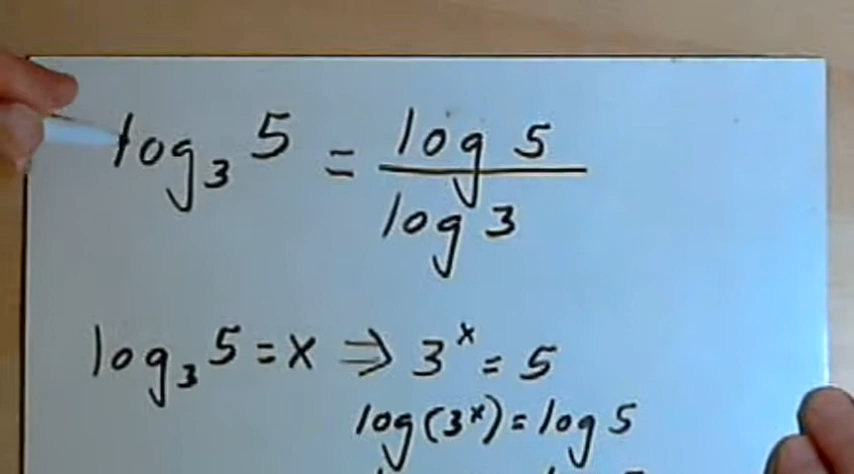 log₃ 5 = log 5 / log 3
log₃ 5 = x ⇒ 3ˣ = 5
log(3ˣ) = log 5